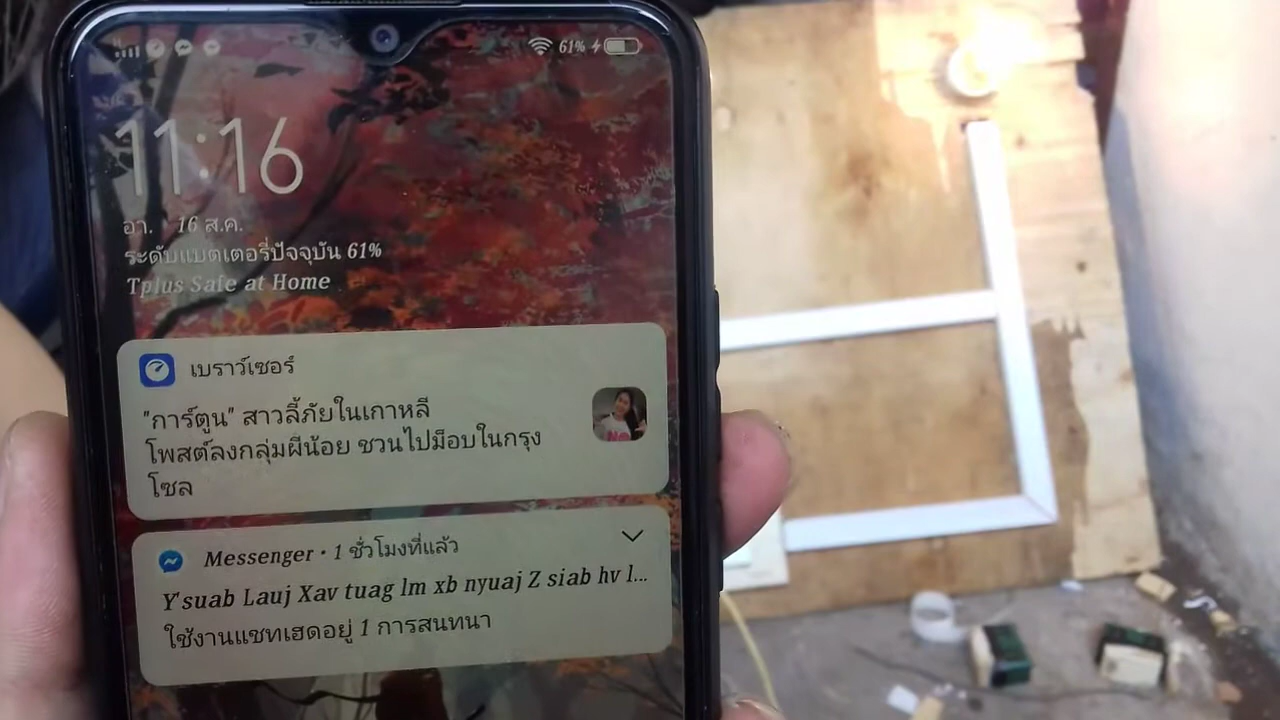 61%
11:16
อา. 16 ส.ค.
ระดับแบตเตอรี่ปัจจุบัน 61%
Tplus Safe at Home
เบราว์เซอร์
"การ์ตูน" สาวลี้ภัยในเกาหลี
โพสต์ลงกลุ่มผีน้อย ชวนไปม็อบในกรุง
โซล
Messenger · 1 ชั่วโมงที่แล้ว
Y'suab Lauj Xav tuag lm xb nyuaj Z siab hv l...
ใช้งานแชทเฮดอยู่ 1 การสนทนา